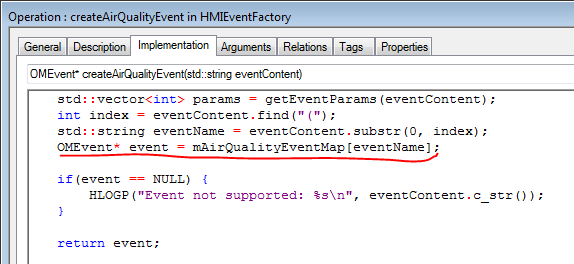 Operation : createAirQualityEvent in HMIEventFactory
General Description Implementation Arguments Relations Tags Properties
OMEvent* createAirQualityEvent(std::string eventContent)
std::vector<int> params = getEventParams(eventContent);
int index = eventContent.find("(");
std::string eventName = eventContent.substr(0, index);
OMEvent* event = mAirQualityEventMap[eventName];
if(event == NULL) {
HLOGP("Event not supported: %s\n", eventContent.c_str());
}
return event;